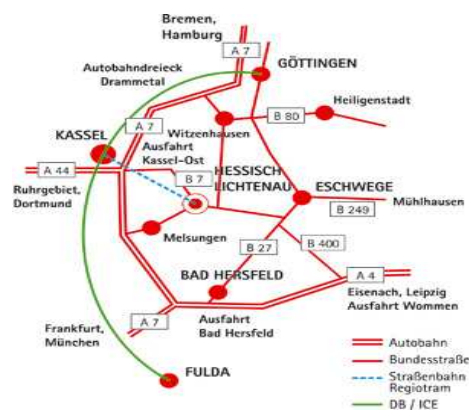 Bremen,
Hamburg
A 7
GÖTTINGEN
Autobahndreieck
Drammetal
Heiligenstadt
B 80
A 7
Witzenhausen
KASSEL
Ausfahrt
Kassel-Ost
A 44
B 7
HESSISCH
LICHTENAU
ESCHWEGE
Ruhrgebiet,
Dortmund
B 249
Mühlhausen
Melsungen
B 27
B 400
BAD HERSFELD
A 4
Eisenach, Leipzig
Ausfahrt Wommen
A 7
Frankfurt,
München
Ausfahrt
Bad Hersfeld
FULDA
Autobahn
Bundesstraße
Straßenbahn
Regiotram
DB / ICE